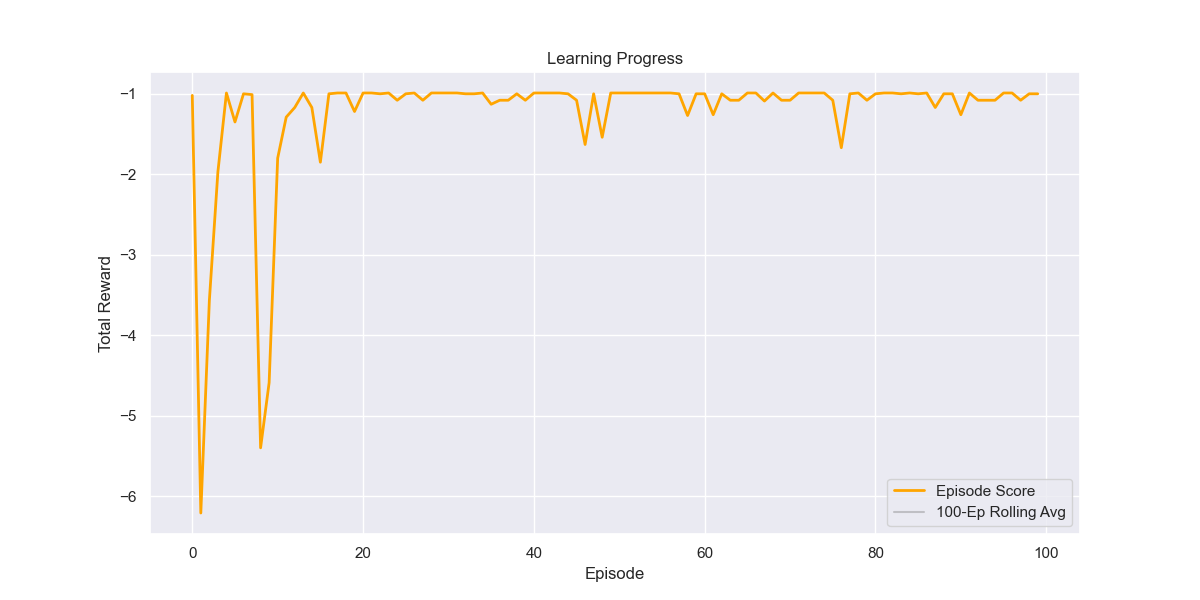 Learning Progress
−1
−2
−3
−4
−5
−6
Total Reward
Episode Score
100-Ep Rolling Avg
0
20
40
60
80
100
Episode